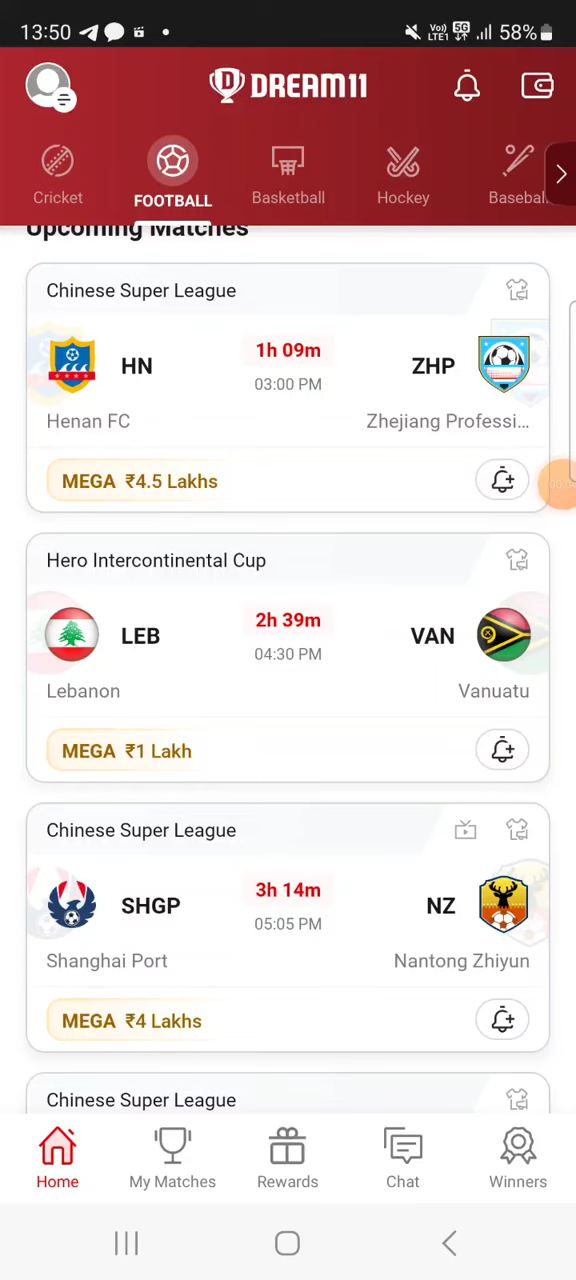 13:50 Vo)) LTE1 5G 58%
DREAM11
Cricket FOOTBALL Basketball Hockey Baseball
Upcoming Matches
Chinese Super League
HN 1h 09m ZHP
03:00 PM
Henan FC Zhejiang Professi...
MEGA ₹4.5 Lakhs
Hero Intercontinental Cup
LEB 2h 39m VAN
04:30 PM
Lebanon Vanuatu
MEGA ₹1 Lakh
Chinese Super League
SHGP 3h 14m NZ
05:05 PM
Shanghai Port Nantong Zhiyun
MEGA ₹4 Lakhs
Chinese Super League
Home My Matches Rewards Chat Winners